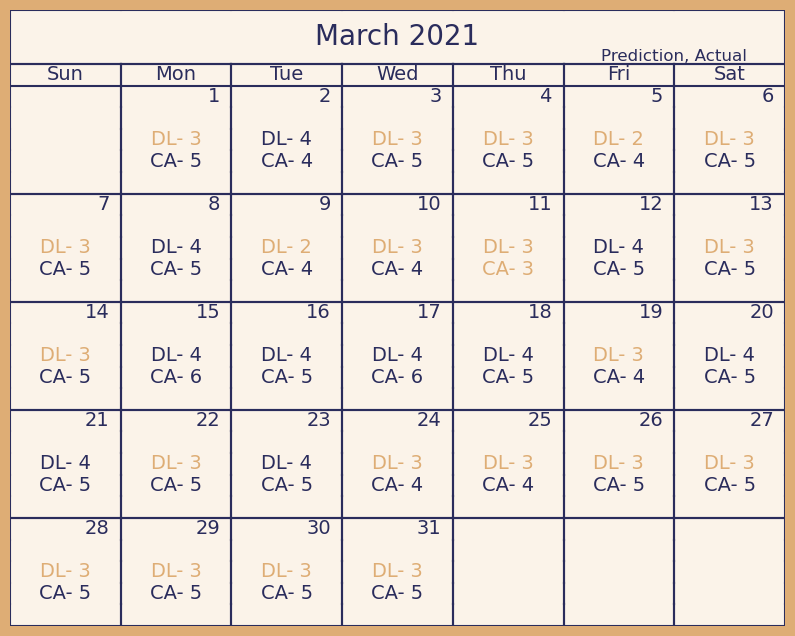 March 2021
Prediction, Actual
Sun Mon Tue Wed Thu Fri Sat
1 2 3 4 5 6
DL- 3 DL- 4 DL- 3 DL- 3 DL- 2 DL- 3
CA- 5 CA- 4 CA- 5 CA- 5 CA- 4 CA- 5
7 8 9 10 11 12 13
DL- 3 DL- 4 DL- 2 DL- 3 DL- 3 DL- 4 DL- 3
CA- 5 CA- 5 CA- 4 CA- 4 CA- 3 CA- 5 CA- 5
14 15 16 17 18 19 20
DL- 3 DL- 4 DL- 4 DL- 4 DL- 4 DL- 3 DL- 4
CA- 5 CA- 6 CA- 5 CA- 6 CA- 5 CA- 4 CA- 5
21 22 23 24 25 26 27
DL- 4 DL- 3 DL- 4 DL- 3 DL- 3 DL- 3 DL- 3
CA- 5 CA- 5 CA- 5 CA- 4 CA- 4 CA- 5 CA- 5
28 29 30 31
DL- 3 DL- 3 DL- 3 DL- 3
CA- 5 CA- 5 CA- 5 CA- 5